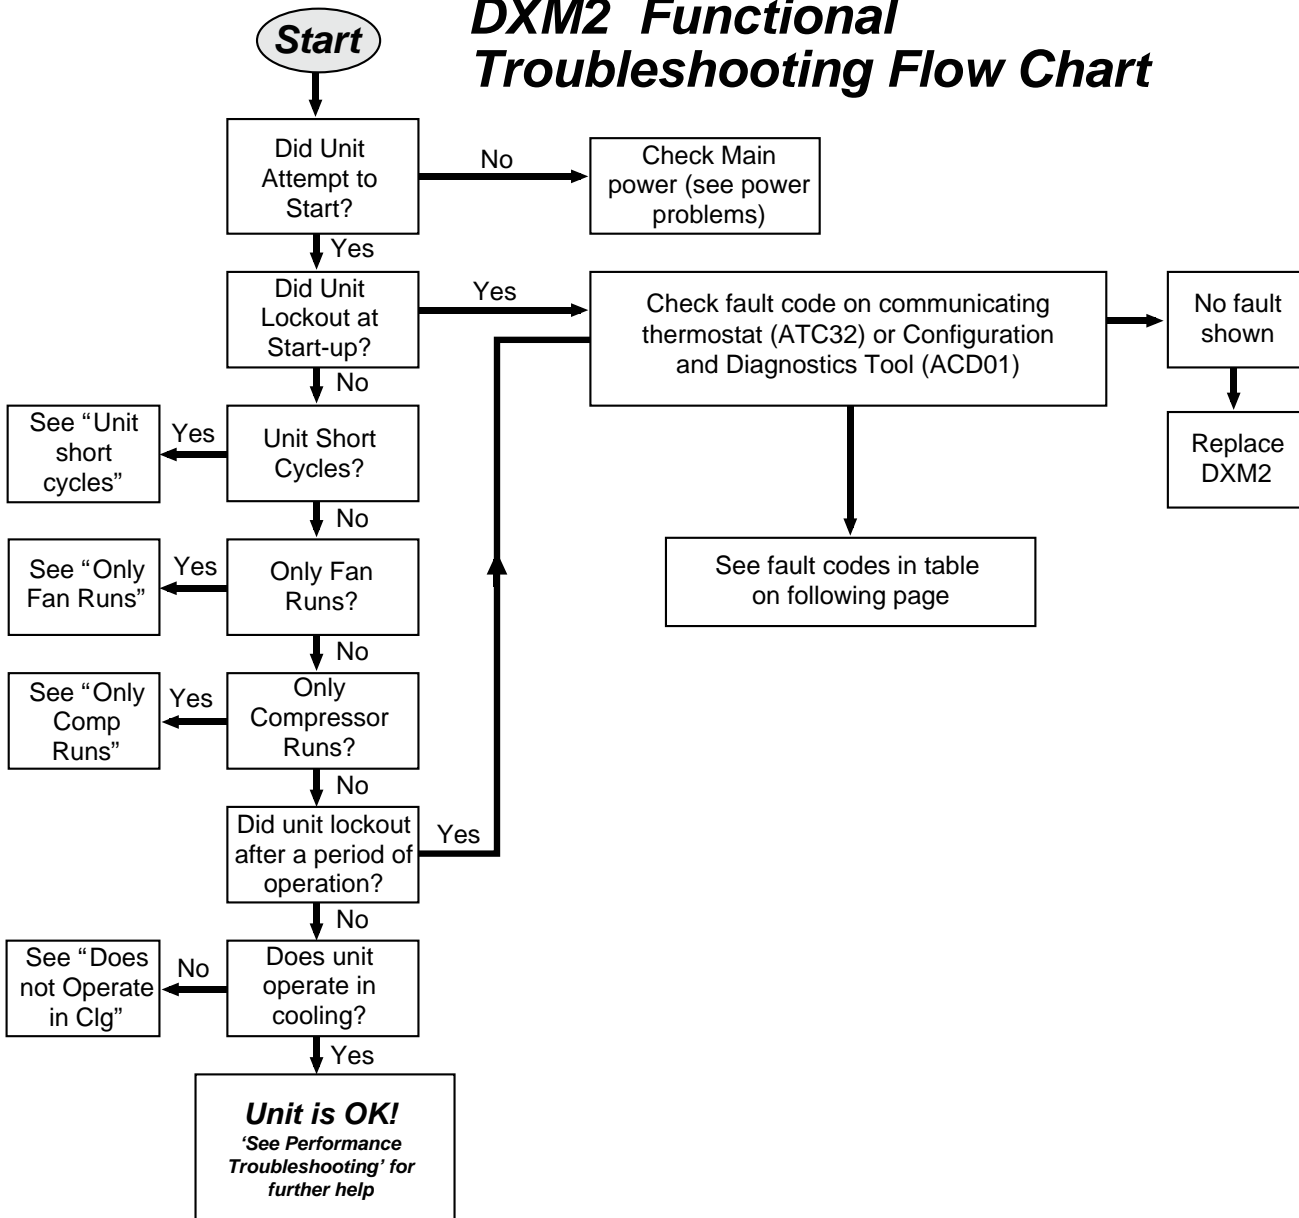 DXM2 Functional
Troubleshooting Flow Chart
Start
Did Unit
Attempt to
Start?
No
Check Main
power (see power
problems)
Yes
Did Unit
Lockout at
Start-up?
Yes
Check fault code on communicating
thermostat (ATC32) or Configuration
and Diagnostics Tool (ACD01)
No fault
shown
Replace
DXM2
See fault codes in table
on following page
No
Unit Short
Cycles?
Yes
See “Unit
short
cycles”
No
Only Fan
Runs?
Yes
See “Only
Fan Runs”
No
Only
Compressor
Runs?
Yes
See “Only
Comp
Runs”
No
Did unit lockout
after a period of
operation?
Yes
No
Does unit
operate in
cooling?
No
See “Does
not Operate
in Clg”
Yes
Unit is OK!
‘See Performance
Troubleshooting’ for
further help